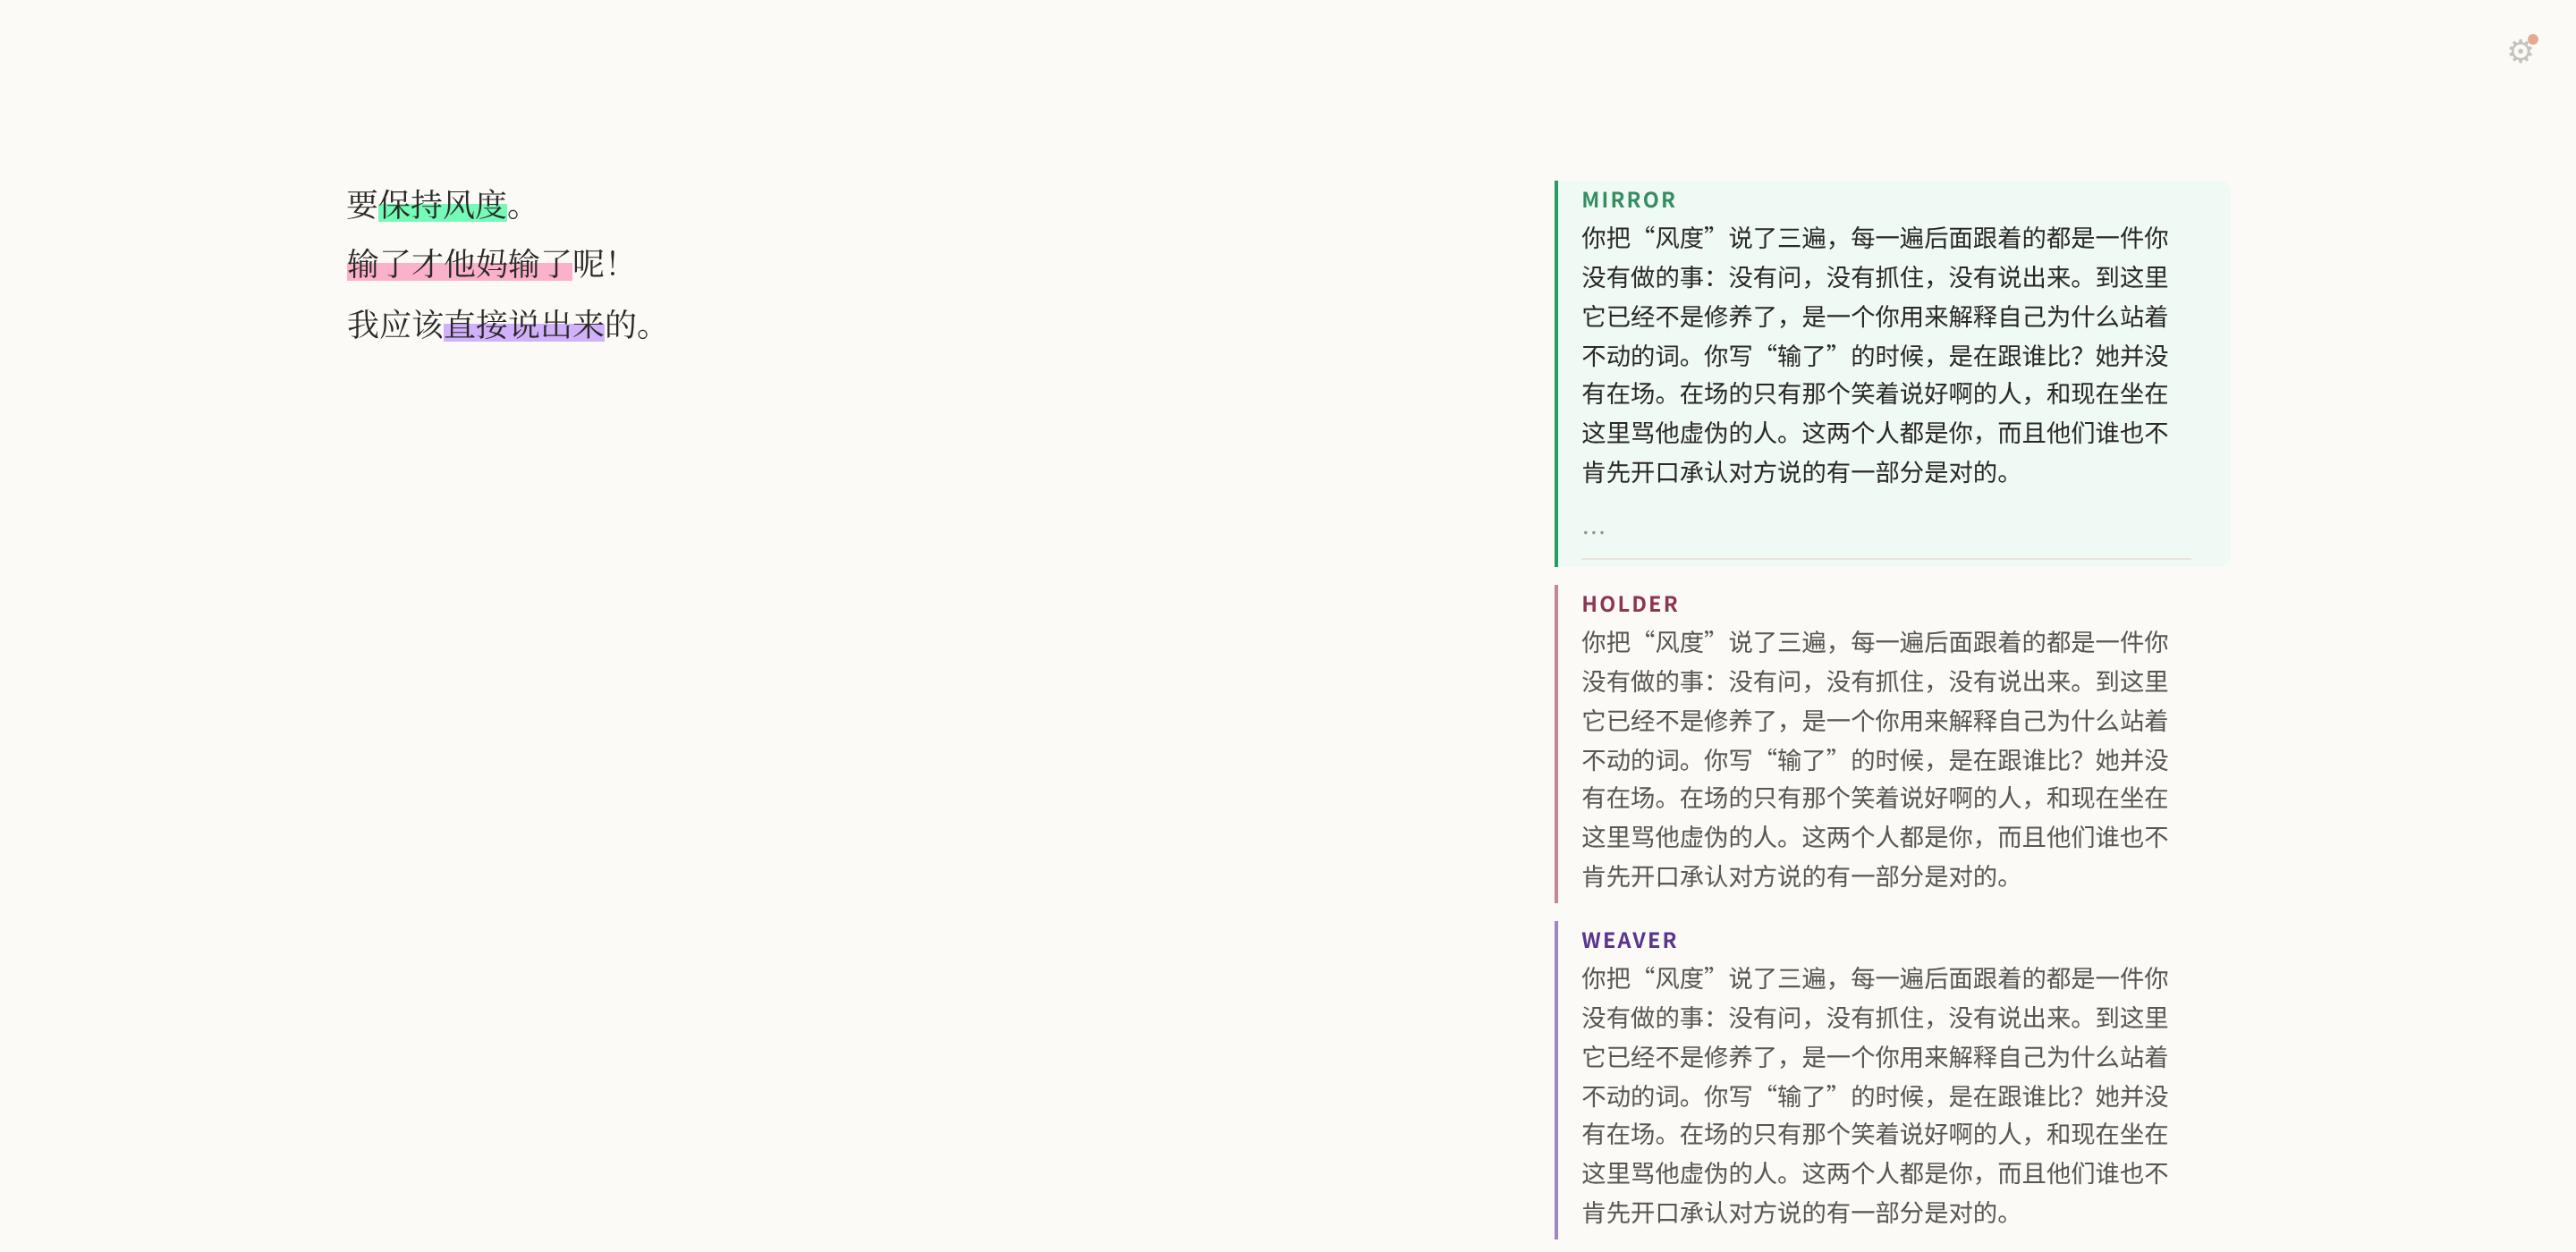 要保持风度。
输了才他妈输了呢！
我应该直接说出来的。
MIRROR
你把“风度”说了三遍，每一遍后面跟着的都是一件你
没有做的事：没有问，没有抓住，没有说出来。到这里
它已经不是修养了，是一个你用来解释自己为什么站着
不动的词。你写“输了”的时候，是在跟谁比？她并没
有在场。在场的只有那个笑着说好啊的人，和现在坐在
这里骂他虚伪的人。这两个人都是你，而且他们谁也不
肯先开口承认对方说的有一部分是对的。
...
HOLDER
你把“风度”说了三遍，每一遍后面跟着的都是一件你
没有做的事：没有问，没有抓住，没有说出来。到这里
它已经不是修养了，是一个你用来解释自己为什么站着
不动的词。你写“输了”的时候，是在跟谁比？她并没
有在场。在场的只有那个笑着说好啊的人，和现在坐在
这里骂他虚伪的人。这两个人都是你，而且他们谁也不
肯先开口承认对方说的有一部分是对的。
WEAVER
你把“风度”说了三遍，每一遍后面跟着的都是一件你
没有做的事：没有问，没有抓住，没有说出来。到这里
它已经不是修养了，是一个你用来解释自己为什么站着
不动的词。你写“输了”的时候，是在跟谁比？她并没
有在场。在场的只有那个笑着说好啊的人，和现在坐在
这里骂他虚伪的人。这两个人都是你，而且他们谁也不
肯先开口承认对方说的有一部分是对的。